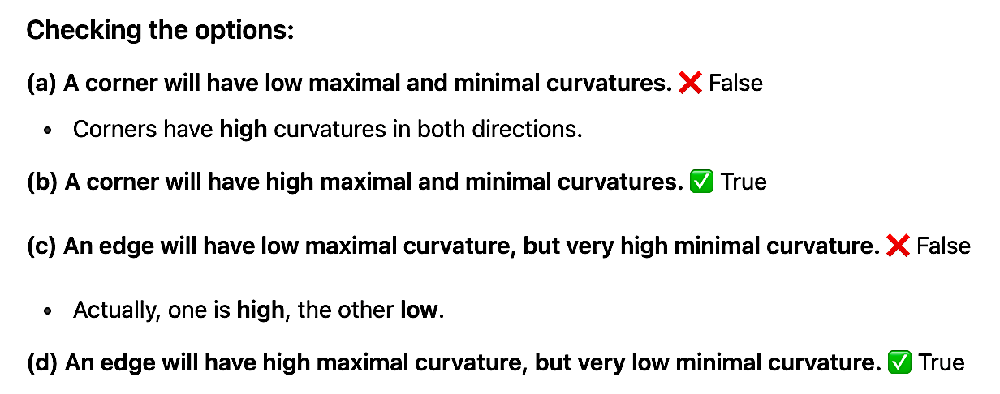 Checking the options:
(a) A corner will have low maximal and minimal curvatures. ❌ False
• Corners have high curvatures in both directions.
(b) A corner will have high maximal and minimal curvatures. ✅ True
(c) An edge will have low maximal curvature, but very high minimal curvature. ❌ False
• Actually, one is high, the other low.
(d) An edge will have high maximal curvature, but very low minimal curvature. ✅ True